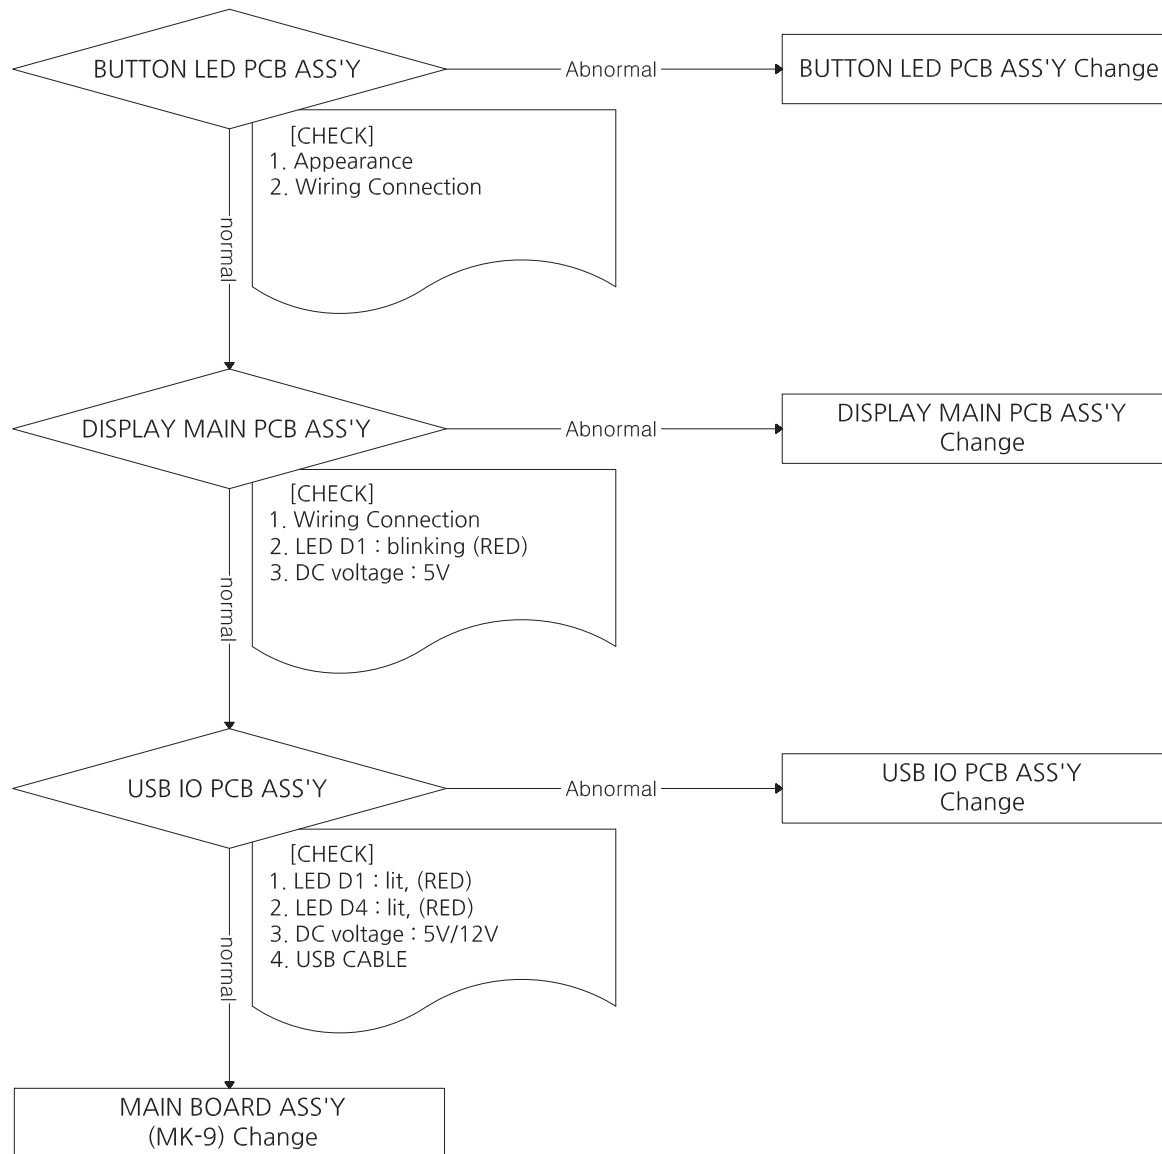 BUTTON LED PCB ASS'Y
Abnormal
BUTTON LED PCB ASS'Y Change
[CHECK]
1. Appearance
2. Wiring Connection
normal
DISPLAY MAIN PCB ASS'Y
Abnormal
DISPLAY MAIN PCB ASS'Y
Change
[CHECK]
1. Wiring Connection
2. LED D1 : blinking (RED)
3. DC voltage : 5V
normal
USB IO PCB ASS'Y
Abnormal
USB IO PCB ASS'Y
Change
[CHECK]
1. LED D1 : lit, (RED)
2. LED D4 : lit, (RED)
3. DC voltage : 5V/12V
4. USB CABLE
normal
MAIN BOARD ASS'Y
(MK-9) Change